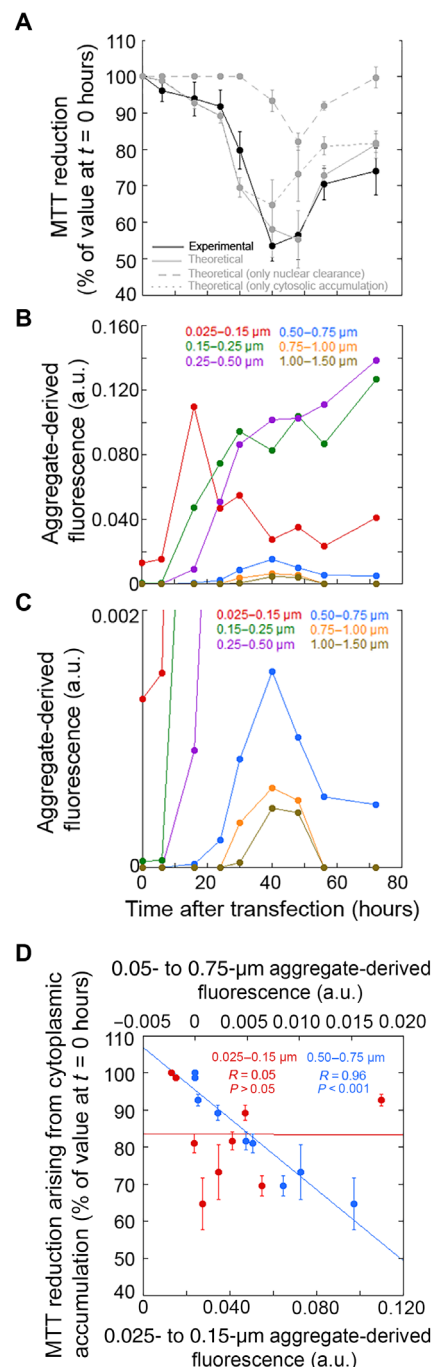 A
MTT reduction
(% of value at t = 0 hours)
110
100
90
80
70
60
50
40
Experimental
Theoretical
Theoretical (only nuclear clearance)
Theoretical (only cytosolic accumulation)
B
Aggregate-derived
fluorescence (a.u.)
0.160
0.120
0.080
0.040
0
0.025–0.15 µm 0.50–0.75 µm
0.15–0.25 µm 0.75–1.00 µm
0.25–0.50 µm 1.00–1.50 µm
C
Aggregate-derived
fluorescence (a.u.)
0.002
0
0.025–0.15 µm 0.50–0.75 µm
0.15–0.25 µm 0.75–1.00 µm
0.25–0.50 µm 1.00–1.50 µm
0 20 40 60 80
Time after transfection (hours)
D
0.05- to 0.75-µm aggregate-derived
fluorescence (a.u.)
−0.005 0 0.005 0.010 0.015 0.020
MTT reduction arising from cytoplasmic
accumulation (% of value at t = 0 hours)
110
100
90
80
70
60
50
40
0.025–0.15 µm 0.50–0.75 µm
R = 0.05 R = 0.96
P > 0.05 P < 0.001
0 0.040 0.080 0.120
0.025- to 0.15-µm aggregate-derived
fluorescence (a.u.)